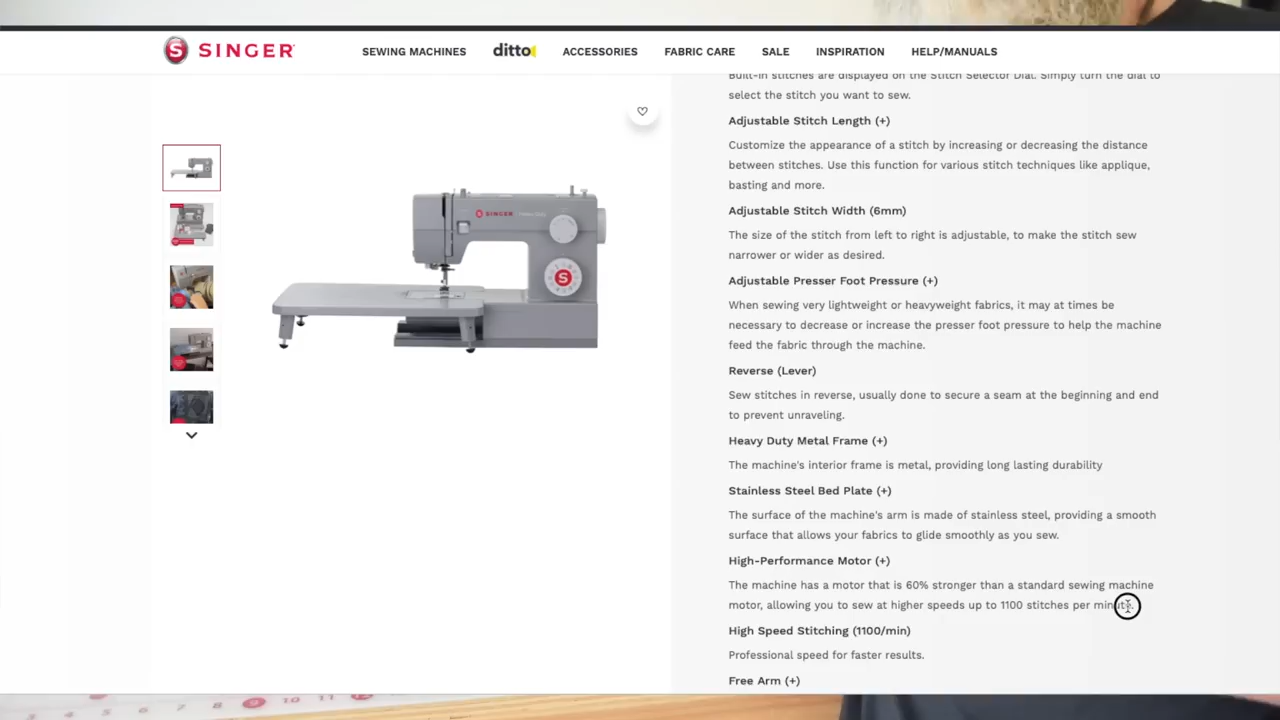 SINGER
SEWING MACHINES
ditto
ACCESSORIES
FABRIC CARE
SALE
INSPIRATION
HELP/MANUALS
Built-in stitches are displayed on the Stitch Selector Dial. Simply turn the dial to
select the stitch you want to sew.
Adjustable Stitch Length (+)
Customize the appearance of a stitch by increasing or decreasing the distance
between stitches. Use this function for various stitch techniques like applique,
basting and more.
Adjustable Stitch Width (6mm)
The size of the stitch from left to right is adjustable, to make the stitch sew
narrower or wider as desired.
Adjustable Presser Foot Pressure (+)
When sewing very lightweight or heavyweight fabrics, it may at times be
necessary to decrease or increase the presser foot pressure to help the machine
feed the fabric through the machine.
Reverse (Lever)
Sew stitches in reverse, usually done to secure a seam at the beginning and end
to prevent unraveling.
Heavy Duty Metal Frame (+)
The machine's interior frame is metal, providing long lasting durability
Stainless Steel Bed Plate (+)
The surface of the machine's arm is made of stainless steel, providing a smooth
surface that allows your fabrics to glide smoothly as you sew.
High-Performance Motor (+)
The machine has a motor that is 60% stronger than a standard sewing machine
motor, allowing you to sew at higher speeds up to 1100 stitches per minute.
High Speed Stitching (1100/min)
Professional speed for faster results.
Free Arm (+)
S SINGER
S
4 5 6 7 8 9 10 11